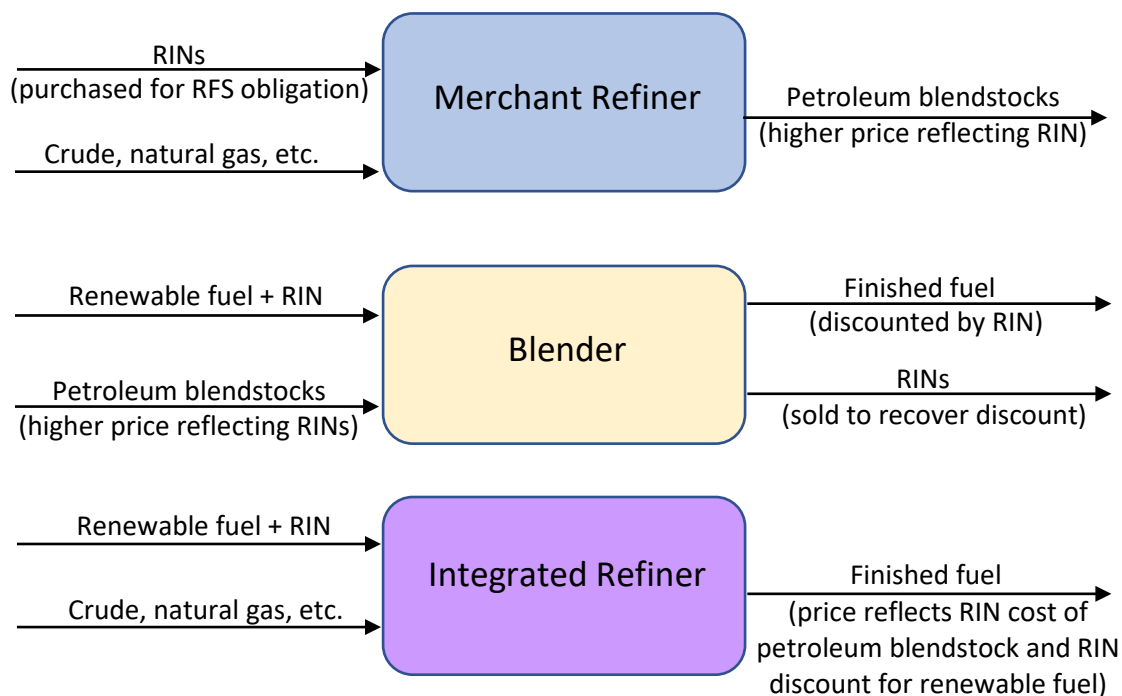 RINs
(purchased for RFS obligation)
Crude, natural gas, etc.
Merchant Refiner
Petroleum blendstocks
(higher price reflecting RIN)
Renewable fuel + RIN
Petroleum blendstocks
(higher price reflecting RINs)
Blender
Finished fuel
(discounted by RIN)
RINs
(sold to recover discount)
Renewable fuel + RIN
Crude, natural gas, etc.
Integrated Refiner
Finished fuel
(price reflects RIN cost of
petroleum blendstock and RIN
discount for renewable fuel)